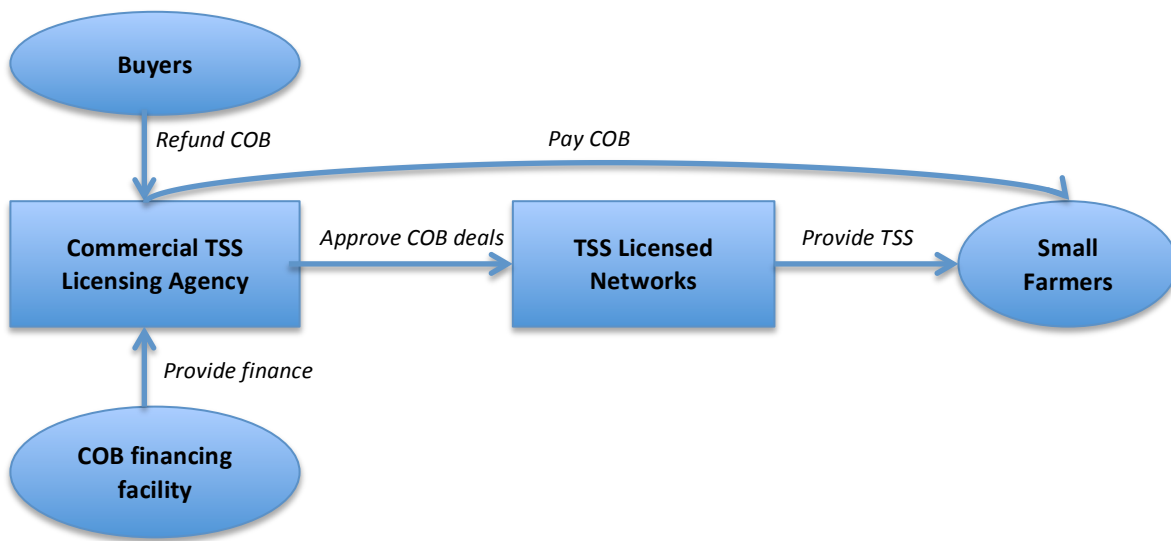 Buyers
Refund COB
Pay COB
Commercial TSS
Licensing Agency
Approve COB deals
TSS Licensed
Networks
Provide TSS
Small
Farmers
Provide finance
COB financing
facility